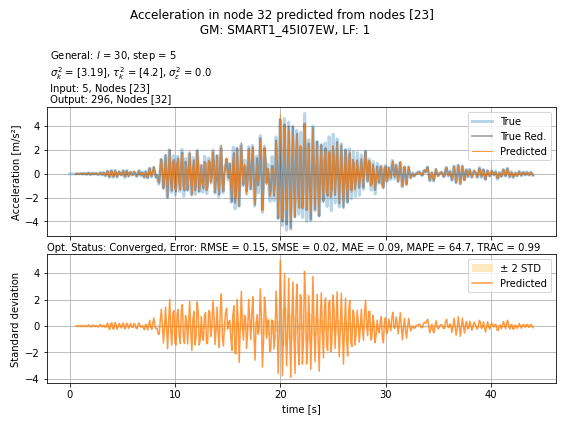 Acceleration in node 32 predicted from nodes [23]
GM: SMART1_45I07EW, LF: 1
General: l = 30, step = 5
σ²ₖ = [3.19], τ²ₖ = [4.2], σ²ε = 0.0
Input: 5, Nodes [23]
Output: 296, Nodes [32]
Acceleration [m/s²]
4
2
0
−2
−4
True
True Red.
Predicted
Opt. Status: Converged, Error: RMSE = 0.15, SMSE = 0.02, MAE = 0.09, MAPE = 64.7, TRAC = 0.99
Standard deviation
4
2
0
−2
−4
± 2 STD
Predicted
0 10 20 30 40
time [s]